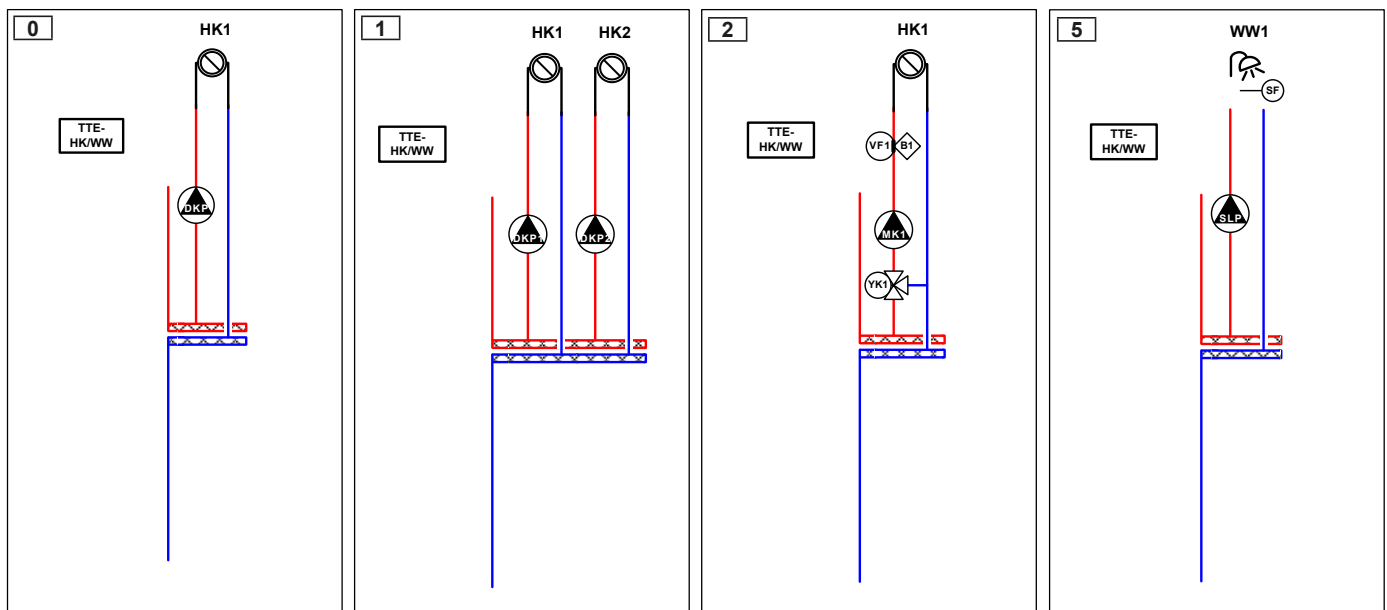 0
HK1
TTE-
HK/WW
DKP
1
HK1 HK2
TTE-
HK/WW
DKP1 DKP2
2
HK1
TTE-
HK/WW
VF1 B1
MK1
YK1
5
WW1
SF
TTE-
HK/WW
SLP